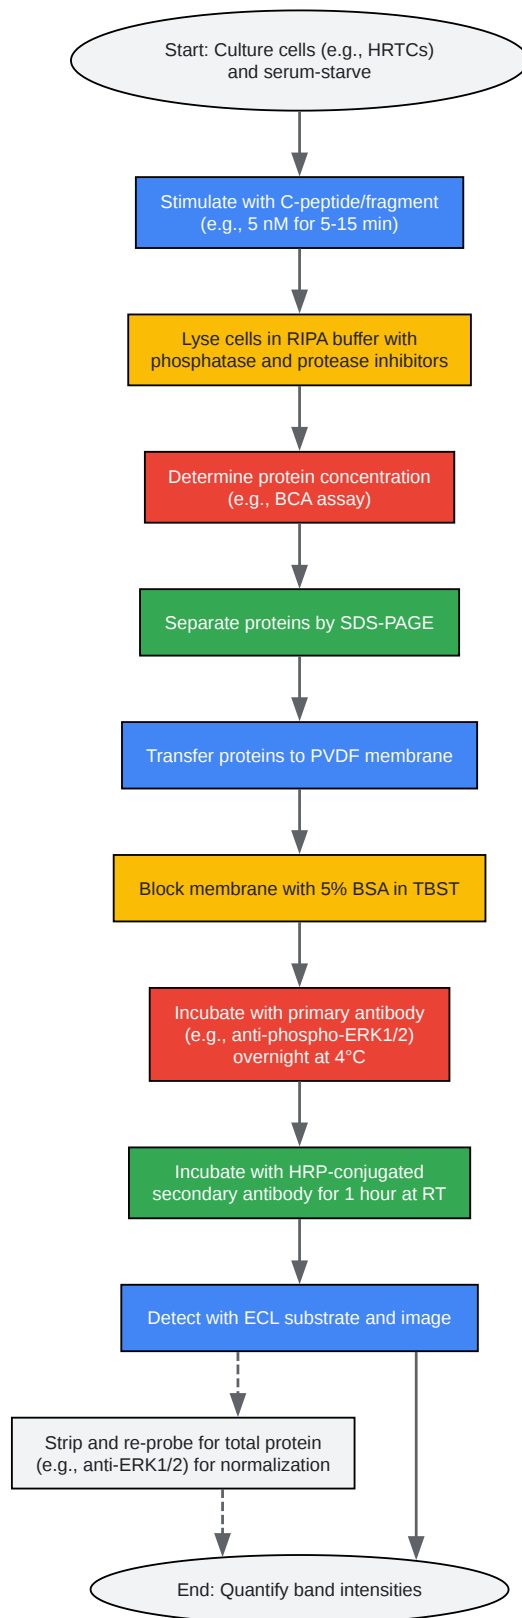 Start: Culture cells (e.g., HRTCs)
and serum-starve
Stimulate with C-peptide/fragment
(e.g., 5 nM for 5-15 min)
Lyse cells in RIPA buffer with
phosphatase and protease inhibitors
Determine protein concentration
(e.g., BCA assay)
Separate proteins by SDS-PAGE
Transfer proteins to PVDF membrane
Block membrane with 5% BSA in TBST
Incubate with primary antibody
(e.g., anti-phospho-ERK1/2)
overnight at 4°C
Incubate with HRP-conjugated
secondary antibody for 1 hour at RT
Detect with ECL substrate and image
Strip and re-probe for total protein
(e.g., anti-ERK1/2) for normalization
End: Quantify band intensities